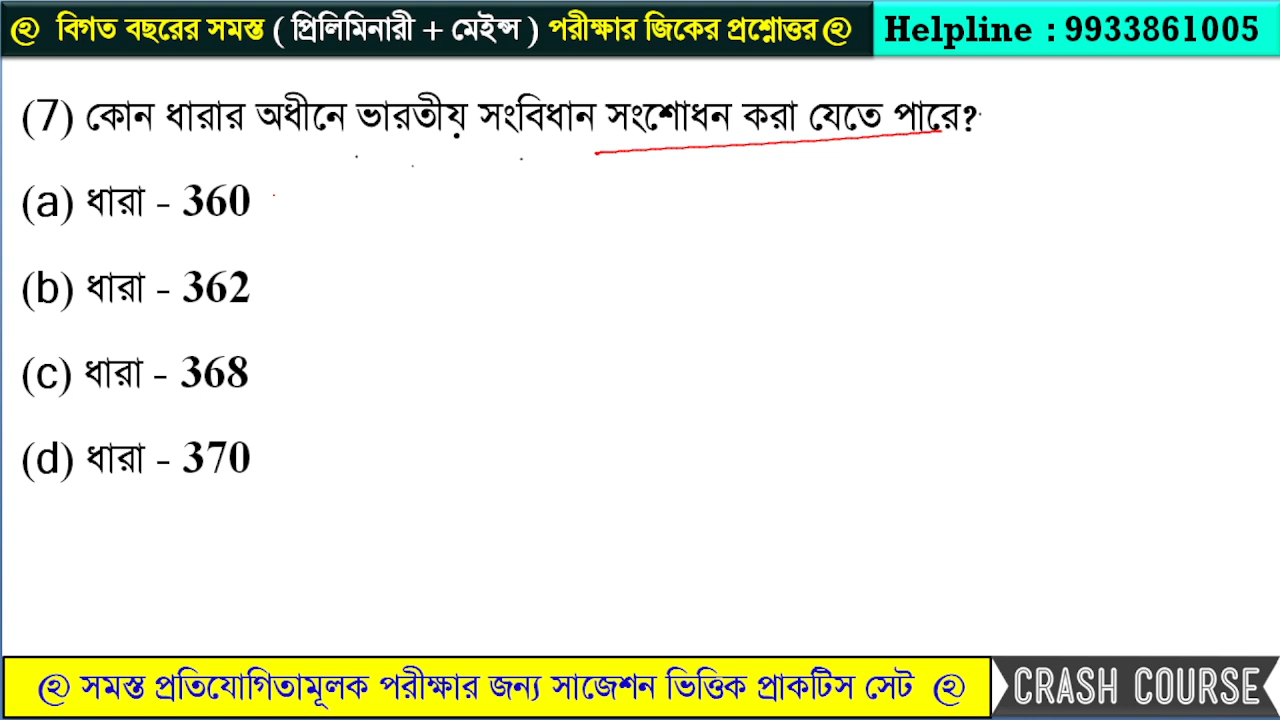 বিগত বছরের সমস্ত ( প্রিলিমিনারী + মেইন্স ) পরীক্ষার জিকের প্রশ্নোত্তর
Helpline : 9933861005
(7) কোন ধারার অধীনে ভারতীয় সংবিধান সংশোধন করা যেতে পারে?
(a) ধারা - 360
(b) ধারা - 362
(c) ধারা - 368
(d) ধারা - 370
সমস্ত প্রতিযোগিতামূলক পরীক্ষার জন্য সাজেশন ভিত্তিক প্রাকটিস সেট
CRASH COURSE